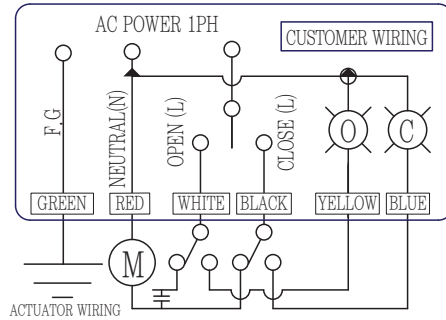 AC POWER 1PH
CUSTOMER WIRING
F.G
NEUTRAL(N)
OPEN (L)
CLOSE (L)
O
C
GREEN
RED
WHITE
BLACK
YELLOW
BLUE
M
ACTUATOR WIRING